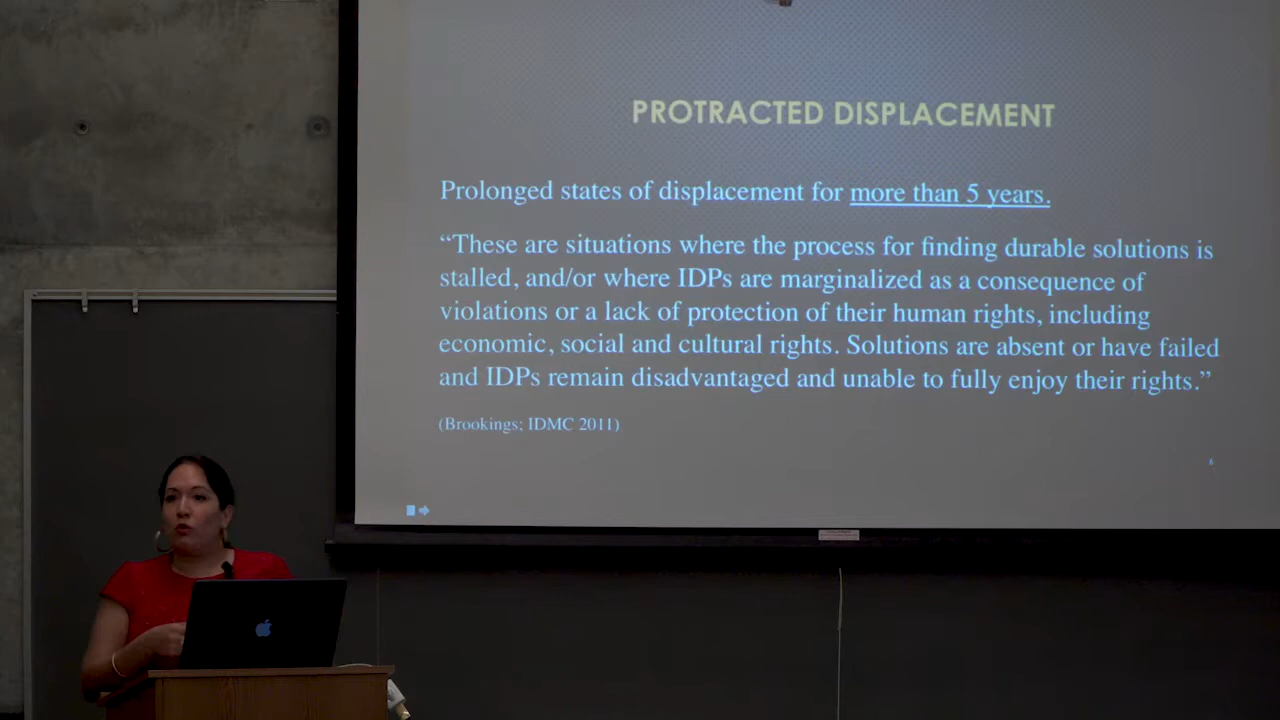 PROTRACTED DISPLACEMENT
Prolonged states of displacement for more than 5 years.
“These are situations where the process for finding durable solutions is
stalled, and/or where IDPs are marginalized as a consequence of
violations or a lack of protection of their human rights, including
economic, social and cultural rights. Solutions are absent or have failed
and IDPs remain disadvantaged and unable to fully enjoy their rights.”
(Brookings; IDMC 2011)
6